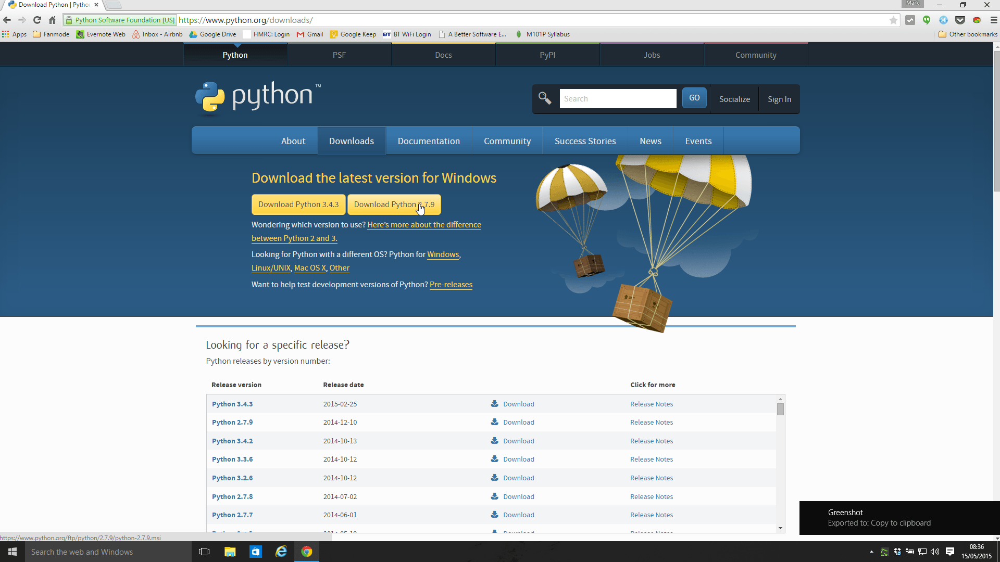 Download Python | Pytho
Mark
Python Software Foundation [US] https://www.python.org/downloads/
Apps Fanmode Evernote Web Inbox - Airbnb Google Drive HMRC: Login Gmail Google Keep BT BT WiFi Login A Better Software E... M101P Syllabus Other bookmarks
Python PSF Docs PyPI Jobs Community
python™
Search GO Socialize Sign In
About Downloads Documentation Community Success Stories News Events
Download the latest version for Windows
Download Python 3.4.3 Download Python 2.7.9
Wondering which version to use? Here's more about the difference
between Python 2 and 3.
Looking for Python with a different OS? Python for Windows,
Linux/UNIX, Mac OS X, Other
Want to help test development versions of Python? Pre-releases
Looking for a specific release?
Python releases by version number:
Release version Release date Click for more
Python 3.4.3 2015-02-25 Download Release Notes
Python 2.7.9 2014-12-10 Download Release Notes
Python 3.4.2 2014-10-13 Download Release Notes
Python 3.3.6 2014-10-12 Download Release Notes
Python 3.2.6 2014-10-12 Download Release Notes
Python 2.7.8 2014-07-02 Download Release Notes
Python 2.7.7 2014-06-01 Download Release Notes
Greenshot
Exported to: Copy to clipboard
https://www.python.org/ftp/python/2.7.9/python-2.7.9.msi
Search the web and Windows
08:36
15/05/2015